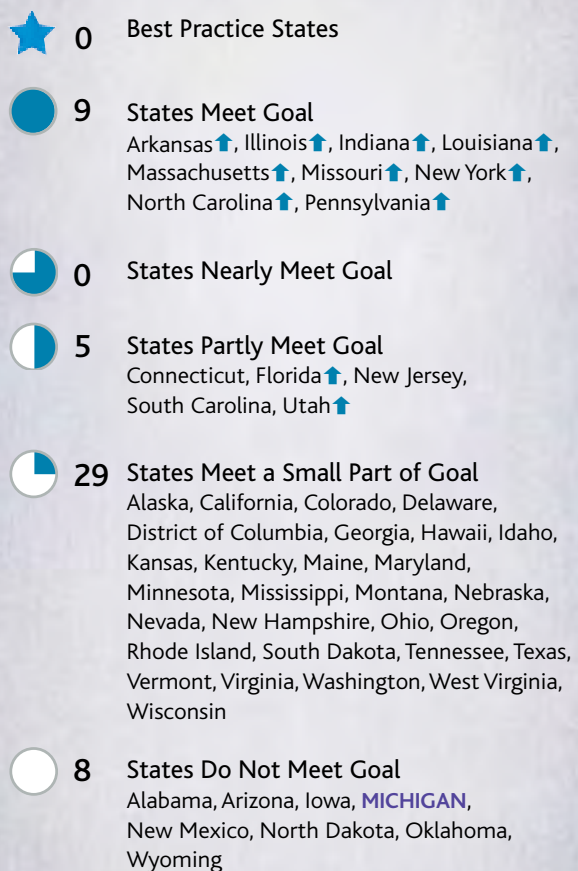 0 Best Practice States
9 States Meet Goal
Arkansas⬆, Illinois⬆, Indiana⬆, Louisiana⬆,
Massachusetts⬆, Missouri⬆, New York⬆,
North Carolina⬆, Pennsylvania⬆
0 States Nearly Meet Goal
5 States Partly Meet Goal
Connecticut, Florida⬆, New Jersey,
South Carolina, Utah⬆
29 States Meet a Small Part of Goal
Alaska, California, Colorado, Delaware,
District of Columbia, Georgia, Hawaii, Idaho,
Kansas, Kentucky, Maine, Maryland,
Minnesota, Mississippi, Montana, Nebraska,
Nevada, New Hampshire, Ohio, Oregon,
Rhode Island, South Dakota, Tennessee, Texas,
Vermont, Virginia, Washington, West Virginia,
Wisconsin
8 States Do Not Meet Goal
Alabama, Arizona, Iowa, MICHIGAN,
New Mexico, North Dakota, Oklahoma,
Wyoming